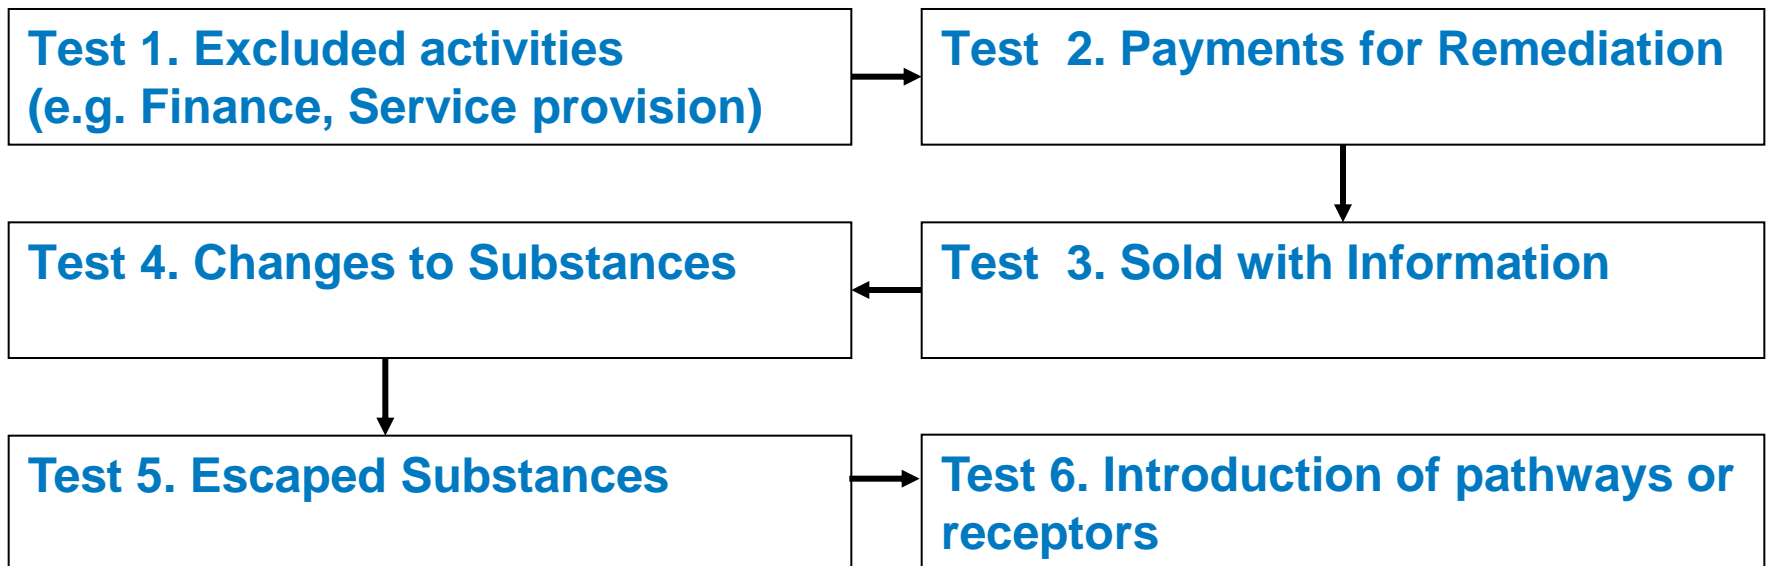 Test 1. Excluded activities
(e.g. Finance, Service provision)
Test 2. Payments for Remediation
Test 3. Sold with Information
Test 4. Changes to Substances
Test 5. Escaped Substances
Test 6. Introduction of pathways or
receptors